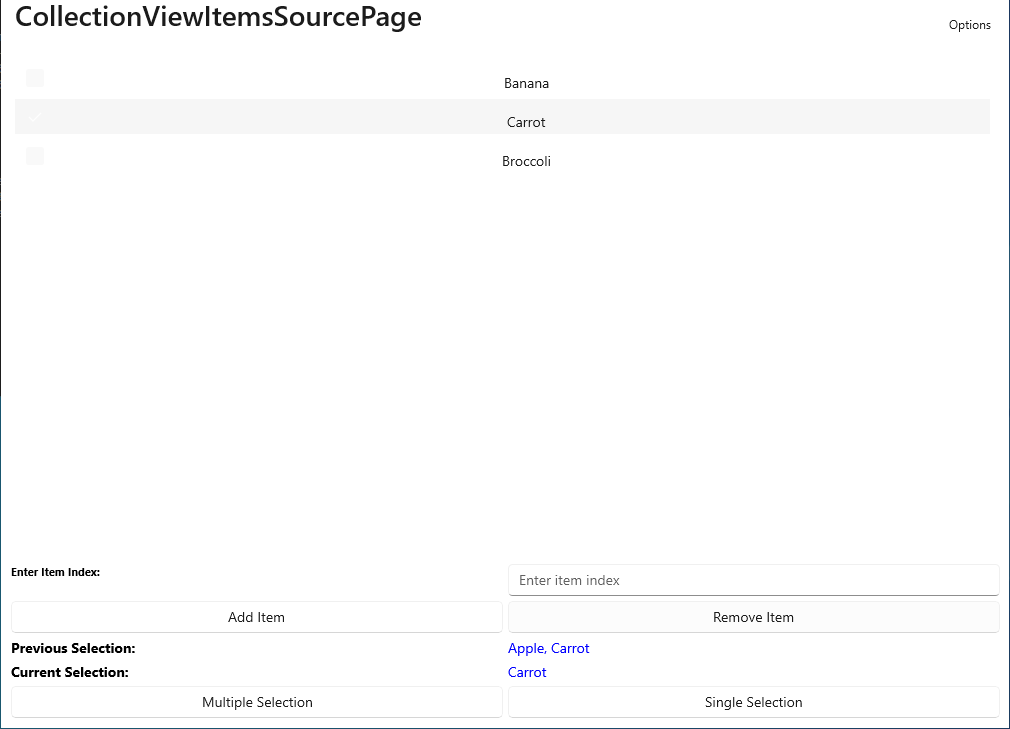 CollectionViewItemsSourcePage
Options
Banana
Carrot
Broccoli
Enter Item Index:
Enter item index
Add Item
Remove Item
Previous Selection:
Apple, Carrot
Current Selection:
Carrot
Multiple Selection
Single Selection